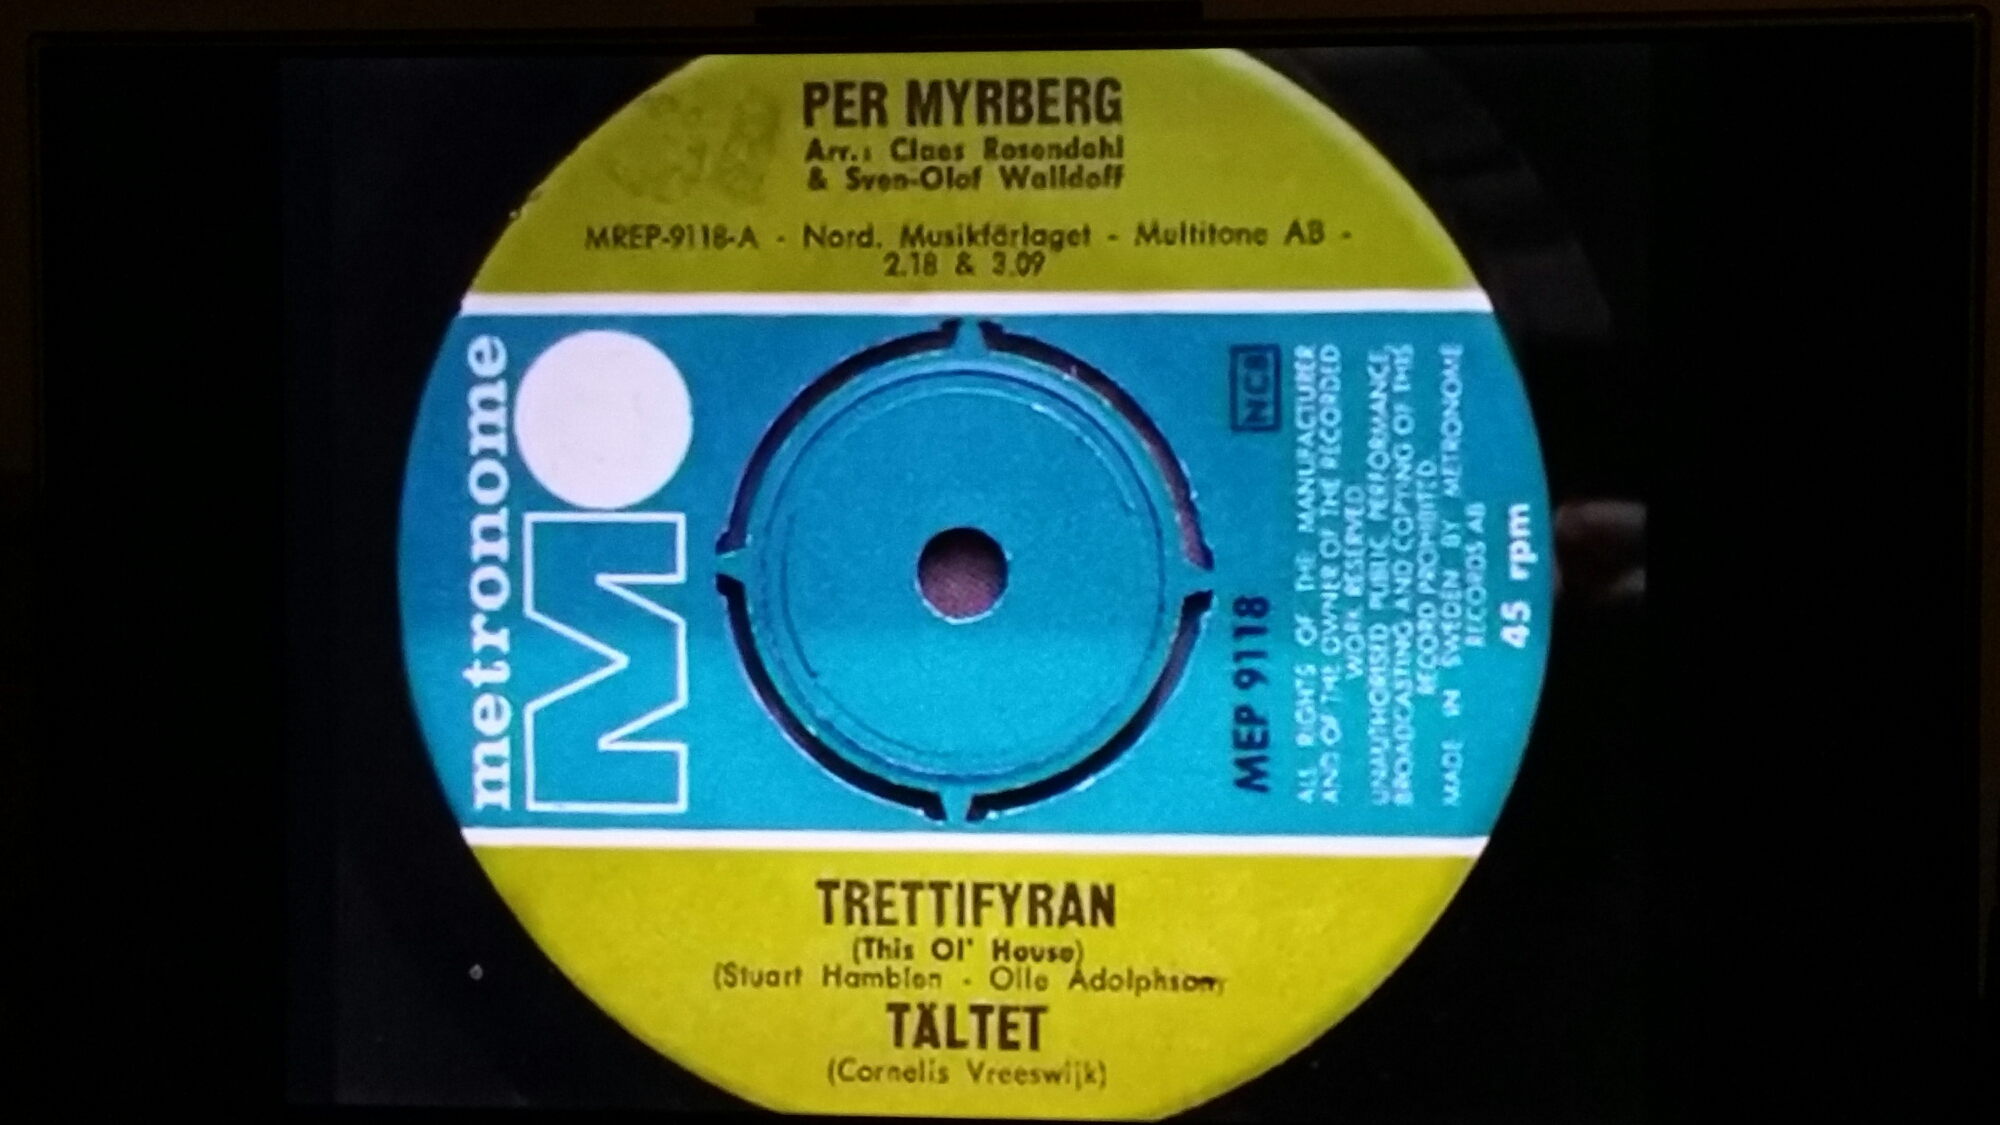 PER MYRBERG
Arr.: Claes Rosendahl
& Sven-Olof Walldoff
MREP-9118-A - Nord. Musikförlaget - Multitone AB -
2.18 & 3.09
metronome
M
NCB
MEP 9118
ALL RIGHTS OF THE MANUFACTURER
AND OF THE OWNER OF THE RECORDED
WORK RESERVED
UNAUTHORISED PUBLIC PERFORMANCE,
BROADCASTING AND COPYING OF THIS
RECORD PROHIBITED.
MADE IN SWEDEN BY METRONOME
RECORDS AB
45 rpm
TRETTIFYRAN
(This Ol' House)
(Stuart Hamblen - Olle Adolphson)
TÄLTET
(Cornelis Vreeswijk)